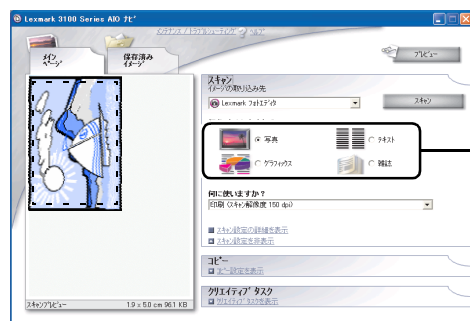 Lexmark 3100 Series AIO ナビ
メンテナンス / トラブルシューティング ヘルプ
メイン
ページ
保存済み
イメージ
プレビュー
スキャン
イメージの取り込み先
Lexmark フォトエディタ
スキャン
写真
テキスト
グラフィックス
雑誌
何に使いますか?
印刷 (スキャン解像度 150 dpi)
スキャン設定の詳細を表示
スキャン設定を非表示
コピー
コピー設定を表示
クリエイティブ タスク
クリエイティブタスクを表示
スキャンプレビュー
1.9 x 5.0 cm 961 KB